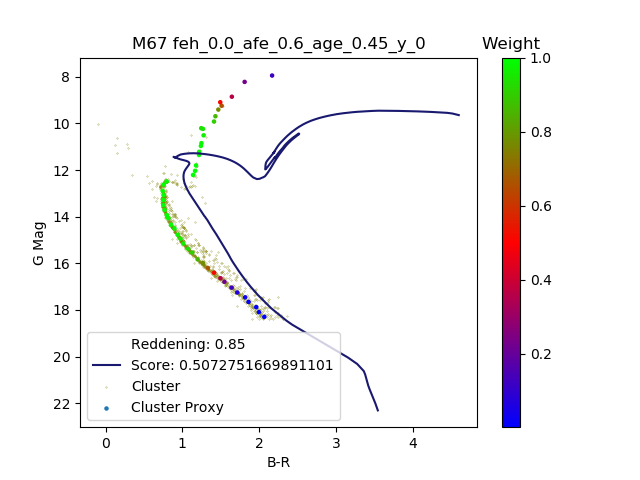 M67 feh_0.0_afe_0.6_age_0.45_y_0
Weight
8
10
12
14
16
18
20
22
G Mag
0
1
2
3
4
B-R
Reddening: 0.85
Score: 0.5072751669891101
Cluster
Cluster Proxy
1.0
0.8
0.6
0.4
0.2